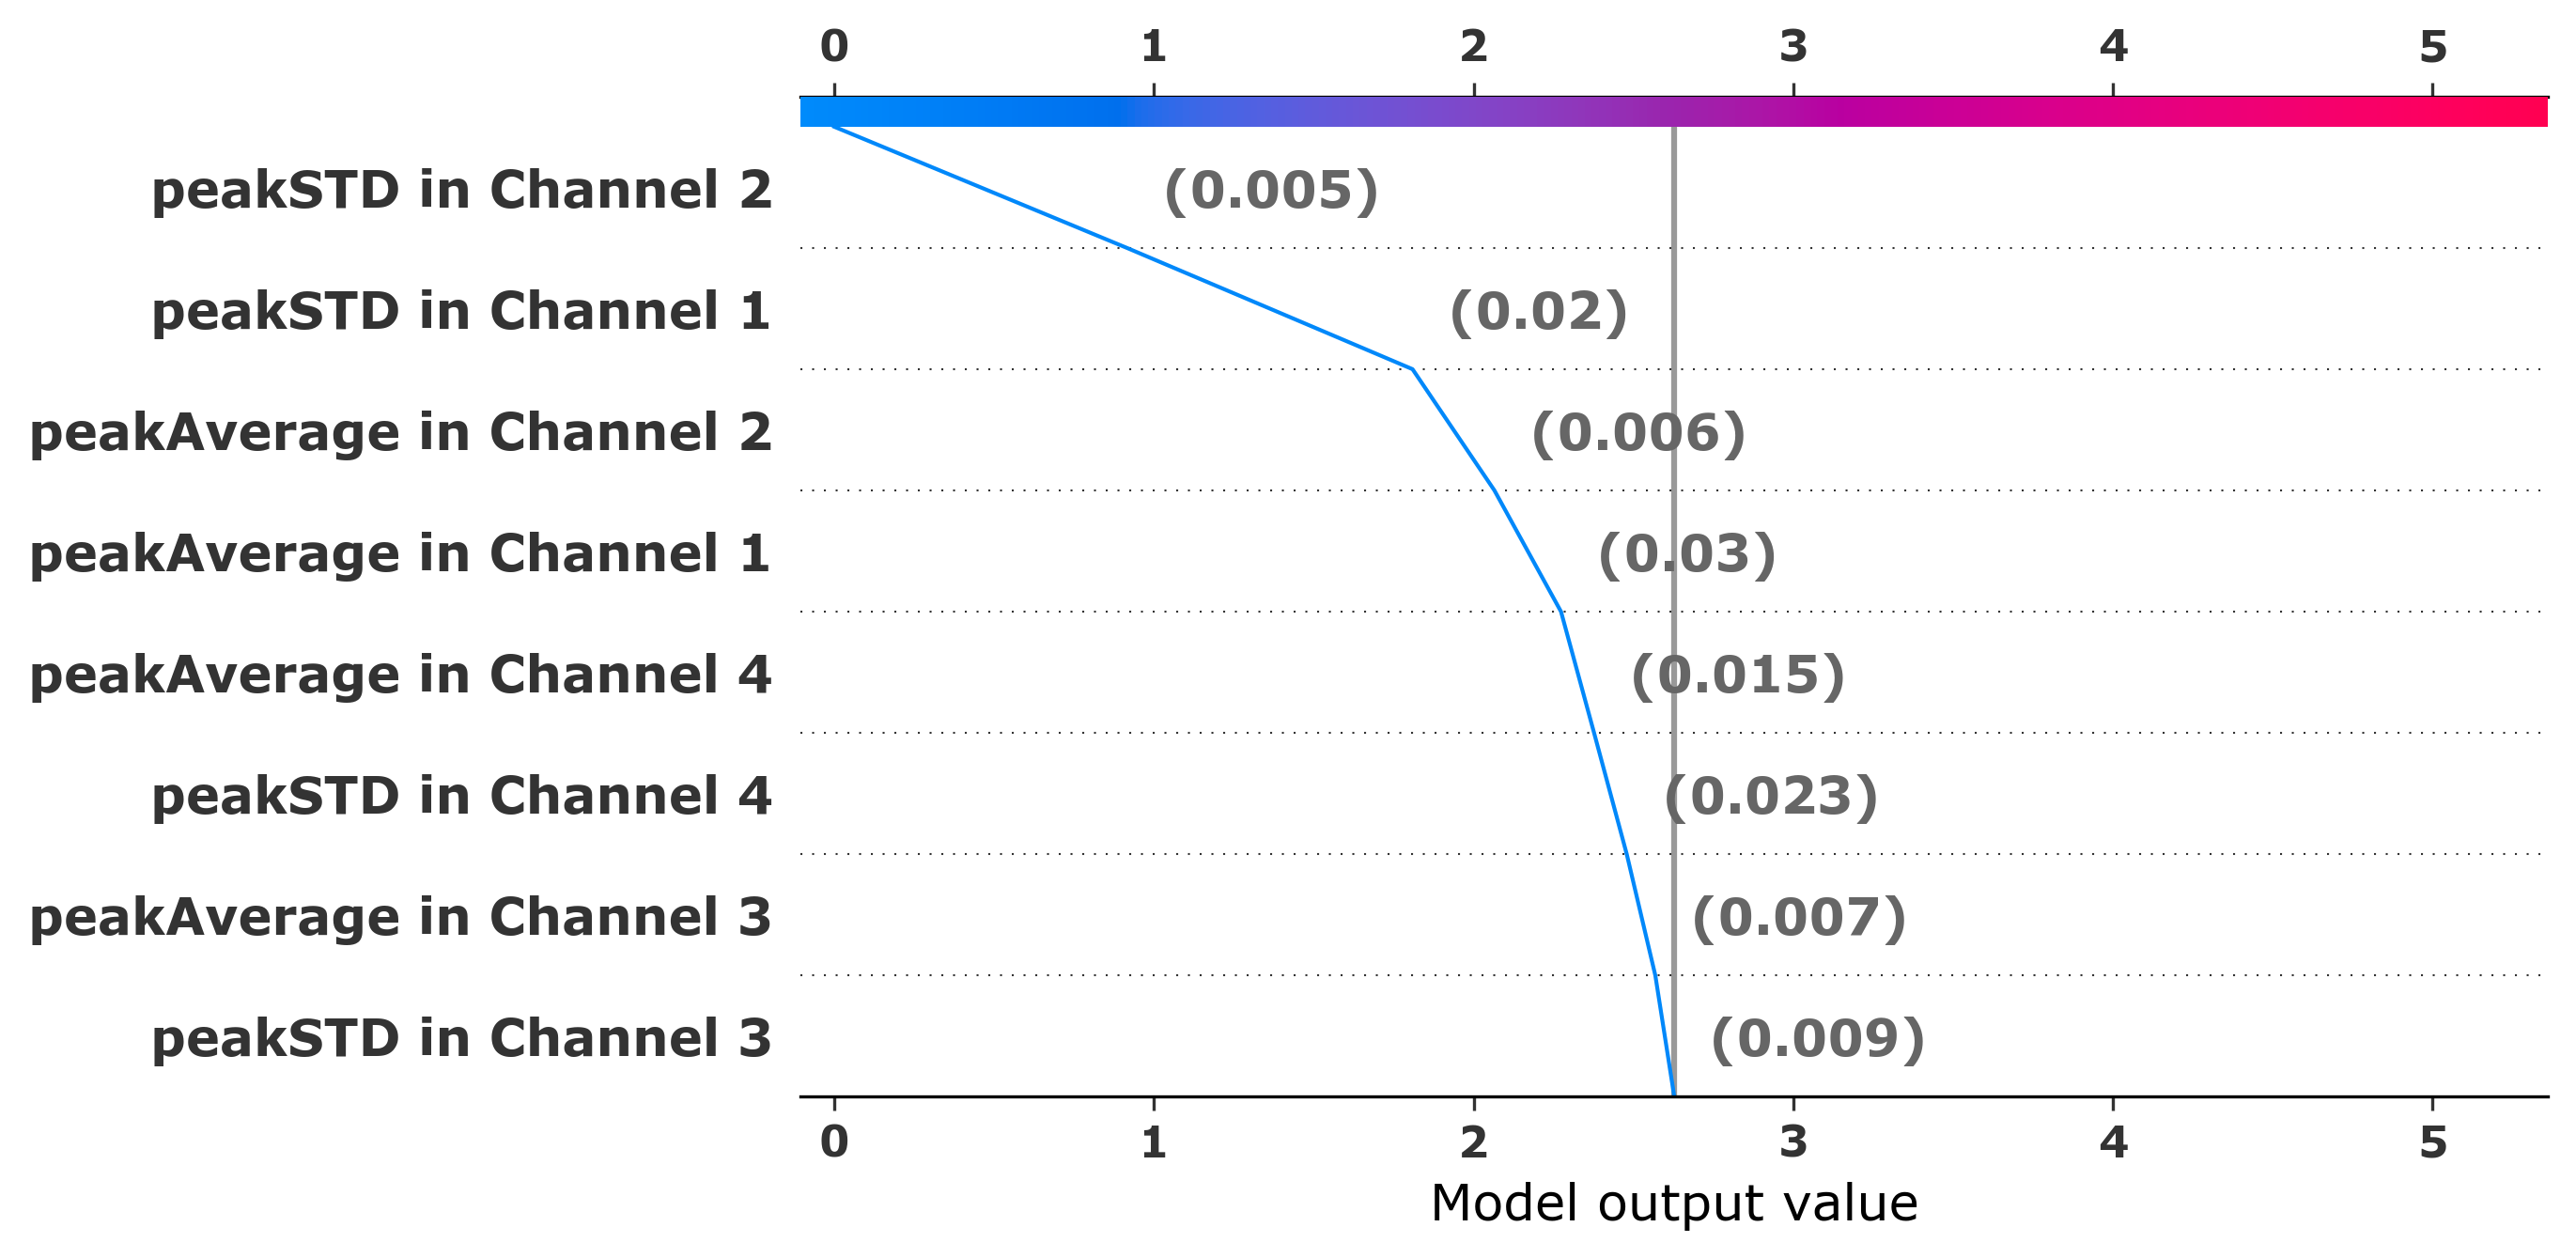 0 1 2 3 4 5
peakSTD in Channel 2 (0.005)
peakSTD in Channel 1 (0.02)
peakAverage in Channel 2 (0.006)
peakAverage in Channel 1 (0.03)
peakAverage in Channel 4 (0.015)
peakSTD in Channel 4 (0.023)
peakAverage in Channel 3 (0.007)
peakSTD in Channel 3 (0.009)
0 1 2 3 4 5
Model output value